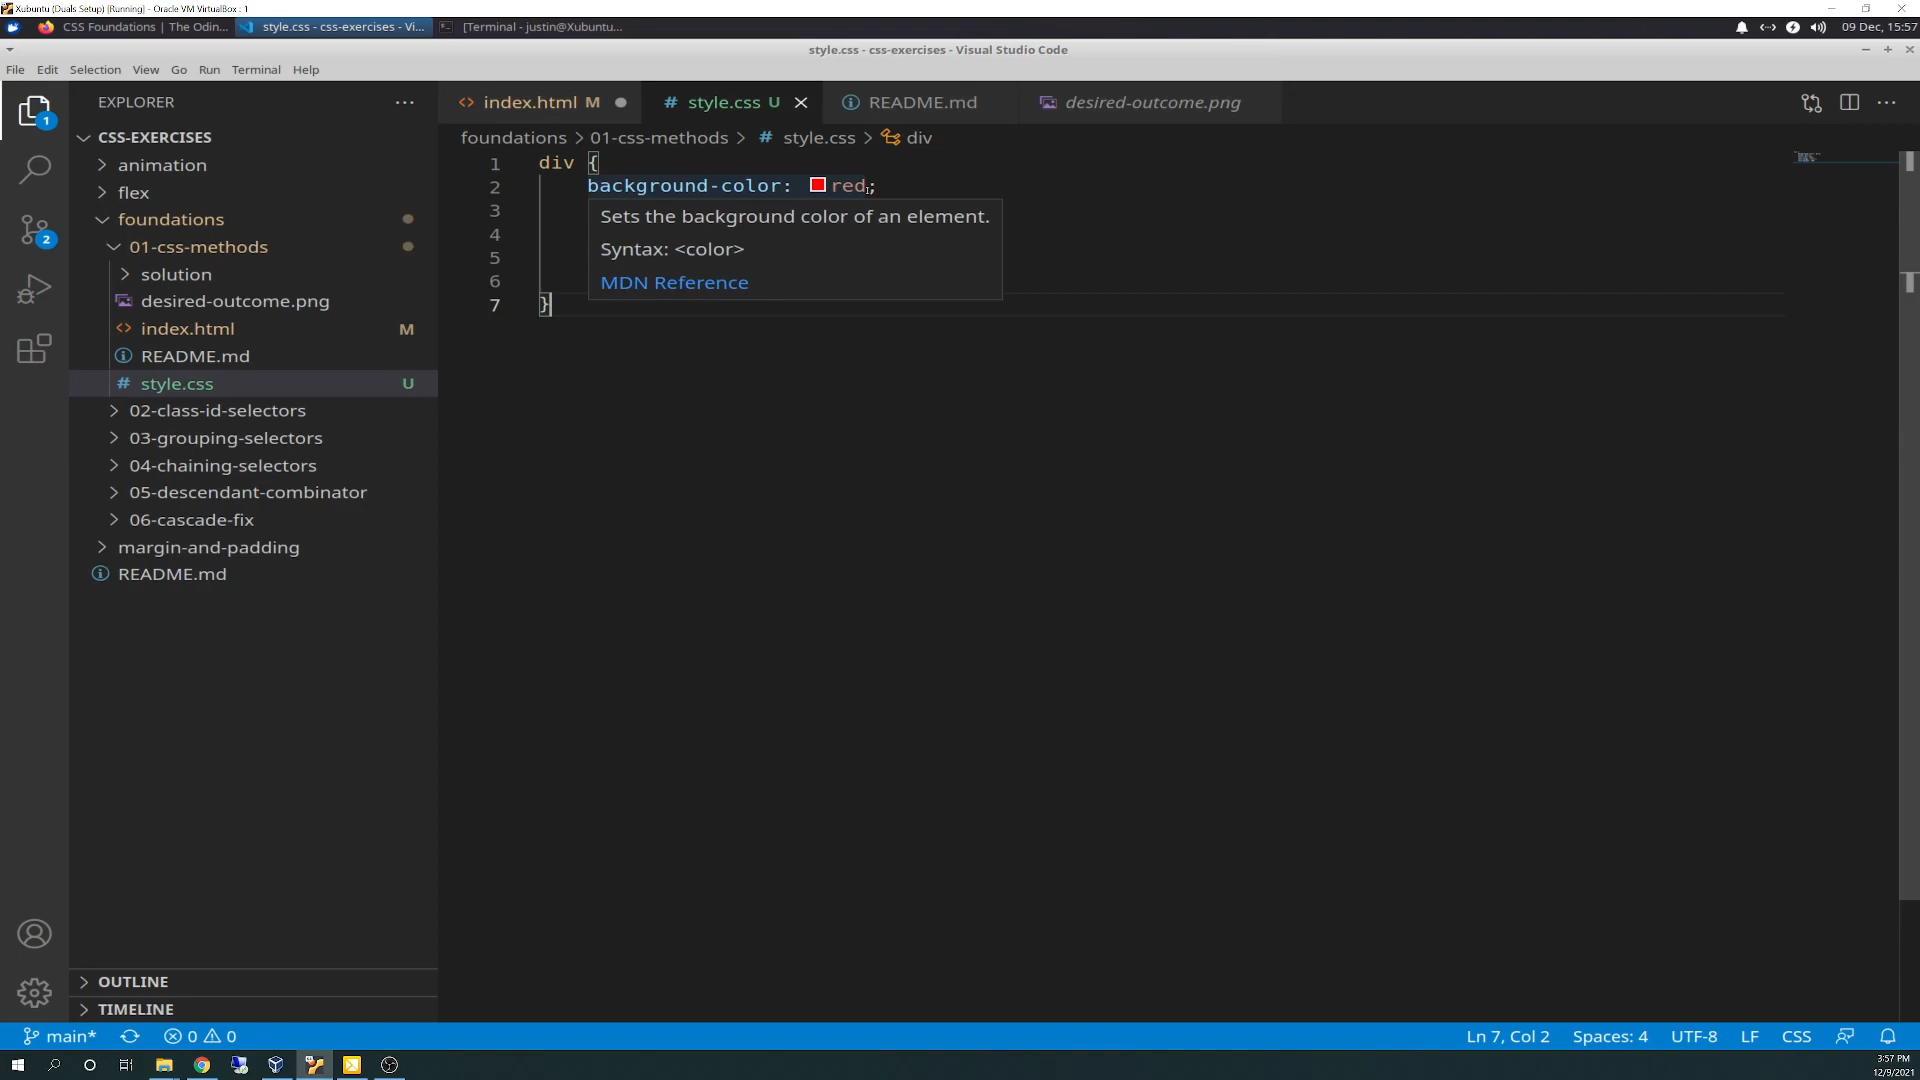 Xubuntu (Duals Setup) [Running] - Oracle VM VirtualBox : 1
CSS Foundations | The Odin...
style.css - css-exercises - Vi...
[Terminal - justin@Xubuntu...
09 Dec, 15:57
style.css - css-exercises - Visual Studio Code
File Edit Selection View Go Run Terminal Help
EXPLORER
index.html M
style.css U
README.md
desired-outcome.png
1
2
CSS-EXERCISES
animation
flex
foundations
01-css-methods
solution
desired-outcome.png
index.html M
README.md
style.css U
02-class-id-selectors
03-grouping-selectors
04-chaining-selectors
05-descendant-combinator
06-cascade-fix
margin-and-padding
README.md
OUTLINE
TIMELINE
foundations > 01-css-methods > # style.css > div
1 div {
2 background-color: red;
3
4
5
6
7 }
Sets the background color of an element.
Syntax: <color>
MDN Reference
main* 0 0
Ln 7, Col 2 Spaces: 4 UTF-8 LF CSS
3:57 PM
12/9/2021